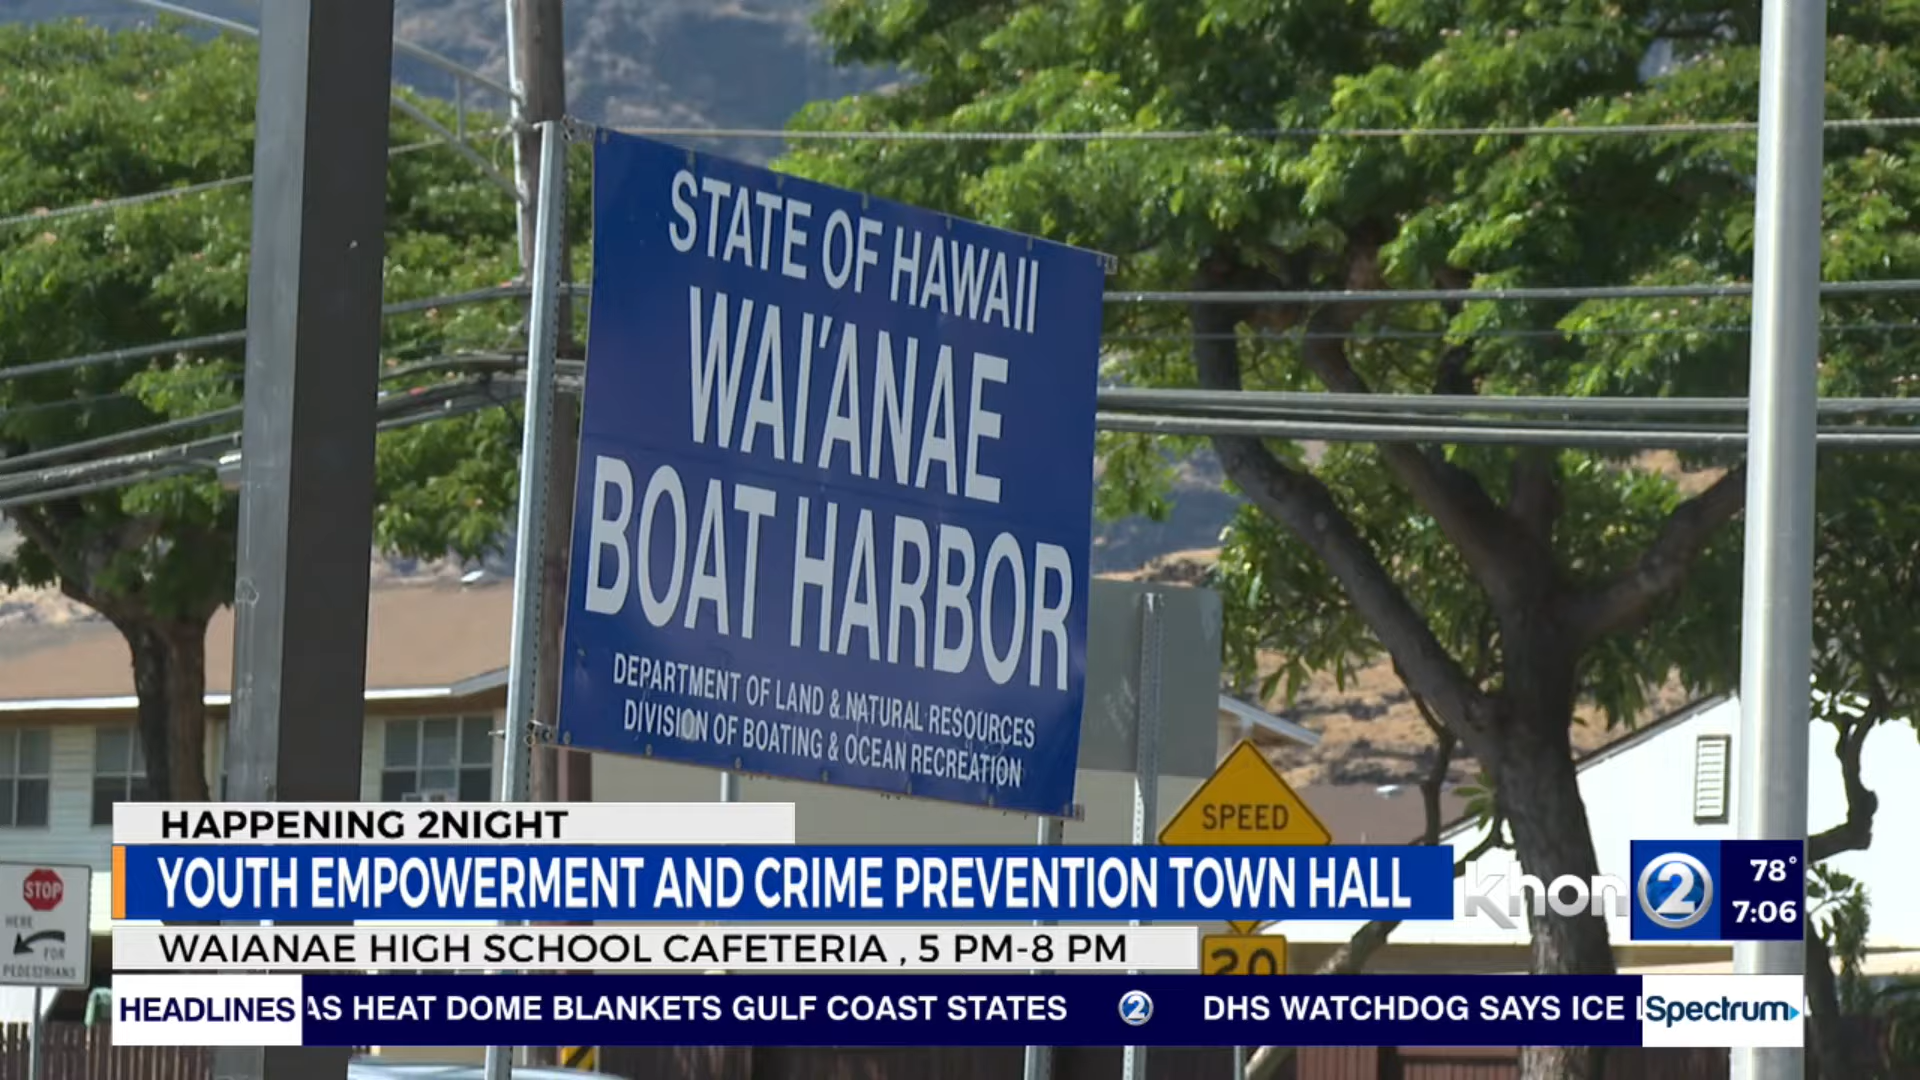 STATE OF HAWAII
WAI'ANAE
BOAT HARBOR
DEPARTMENT OF LAND & NATURAL RESOURCES
DIVISION OF BOATING & OCEAN RECREATION
SPEED
20
STOP
HERE
FOR
PEDESTRIANS
HAPPENING 2NIGHT
YOUTH EMPOWERMENT AND CRIME PREVENTION TOWN HALL
WAIANAE HIGH SCHOOL CAFETERIA , 5 PM-8 PM
khon 2
78°
7:06
HEADLINES AS HEAT DOME BLANKETS GULF COAST STATES 2 DHS WATCHDOG SAYS ICE Spectrum